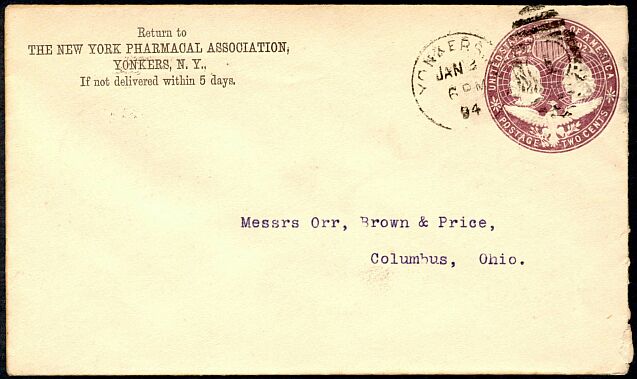 Return to
THE NEW YORK PHARMACAL ASSOCIATION,
YONKERS, N. Y.,
If not delivered within 5 days.
YONKERS
JAN
6 PM
94
UNITED STATES OF AMERICA
POSTAGE TWO CENTS
Messrs Orr, Brown & Price,
Columbus, Ohio.